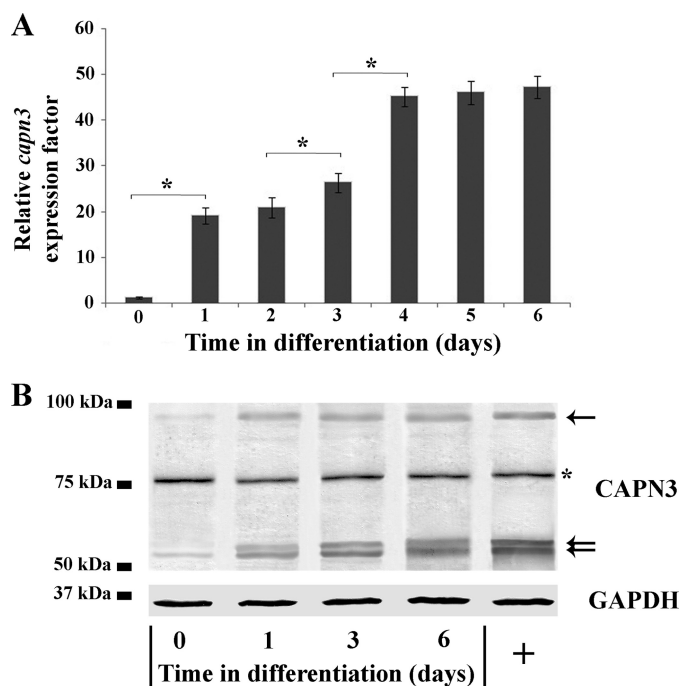 A
60
50
40
30
20
10
0
Relative capn3
expression factor
*
*
*
0 1 2 3 4 5 6
Time in differentiation (days)
B
100 kDa
75 kDa
*
CAPN3
50 kDa
37 kDa
GAPDH
0 1 3 6 +
Time in differentiation (days)